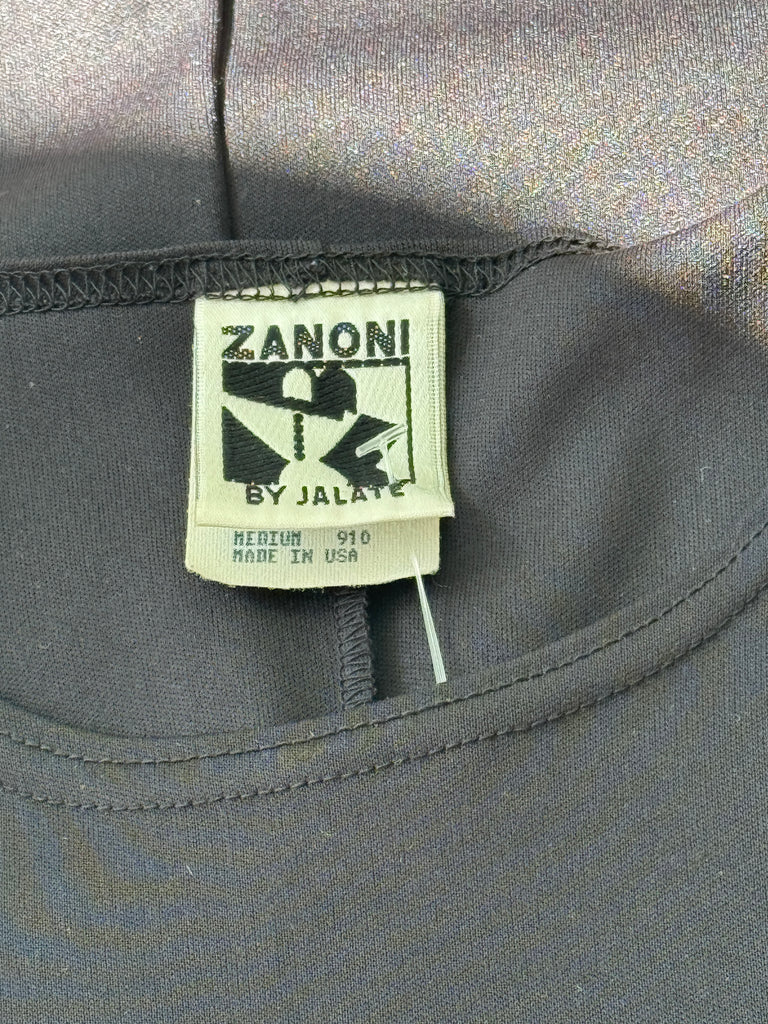 ZANONI
BY JALATE
MEDIUM 910
MADE IN USA